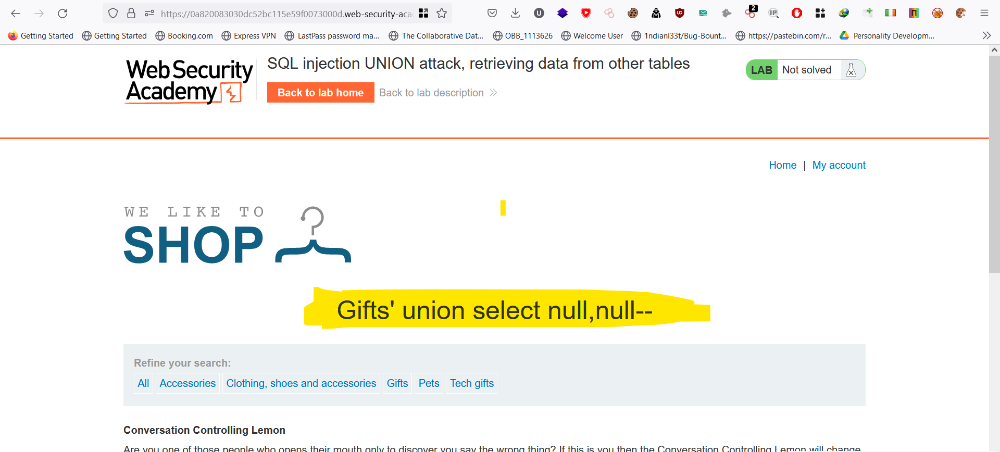 https://0a820083030dc52bc115e59f0073000d.web-security-aca
2
Getting Started
Getting Started
Booking.com
Express VPN
LastPass password ma...
The Collaborative Dat...
OBB_1113626
Welcome User
1ndianl33t/Bug-Bount...
https://pastebin.com/r...
Personality Developm...
Web Security
Academy
SQL injection UNION attack, retrieving data from other tables
Back to lab home
Back to lab description
LAB Not solved
Home | My account
WE LIKE TO
SHOP
Gifts' union select null,null--
Refine your search:
All Accessories Clothing, shoes and accessories Gifts Pets Tech gifts
Conversation Controlling Lemon
Are you one of those people who opens their mouth only to discover you say the wrong thing? If this is you then the Conversation Controlling Lemon will change